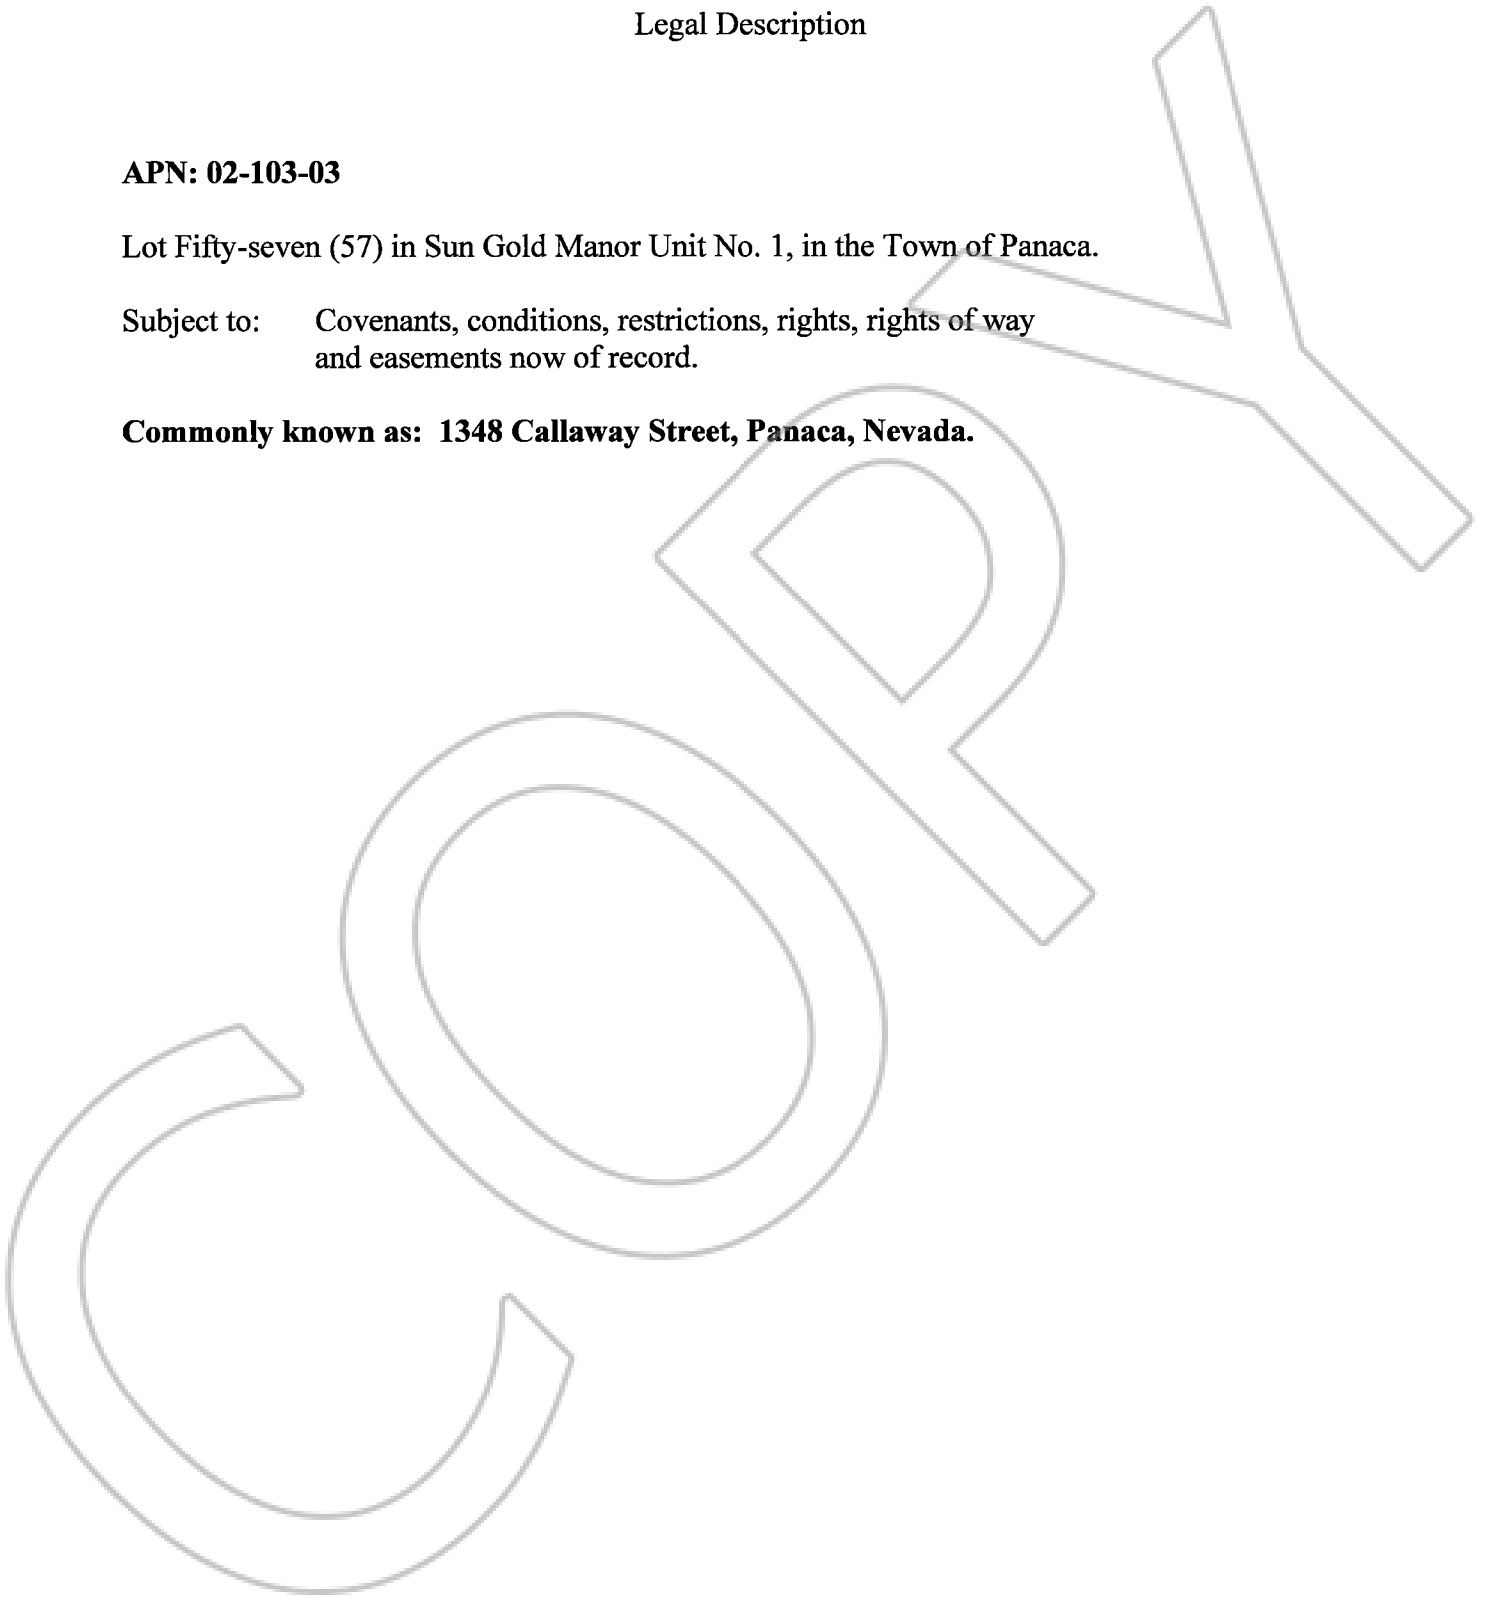 Legal Description
APN: 02-103-03
Lot Fifty-seven (57) in Sun Gold Manor Unit No. 1, in the Town of Panaca.
Subject to: Covenants, conditions, restrictions, rights, rights of way
and easements now of record.
Commonly known as: 1348 Callaway Street, Panaca, Nevada.
COPY